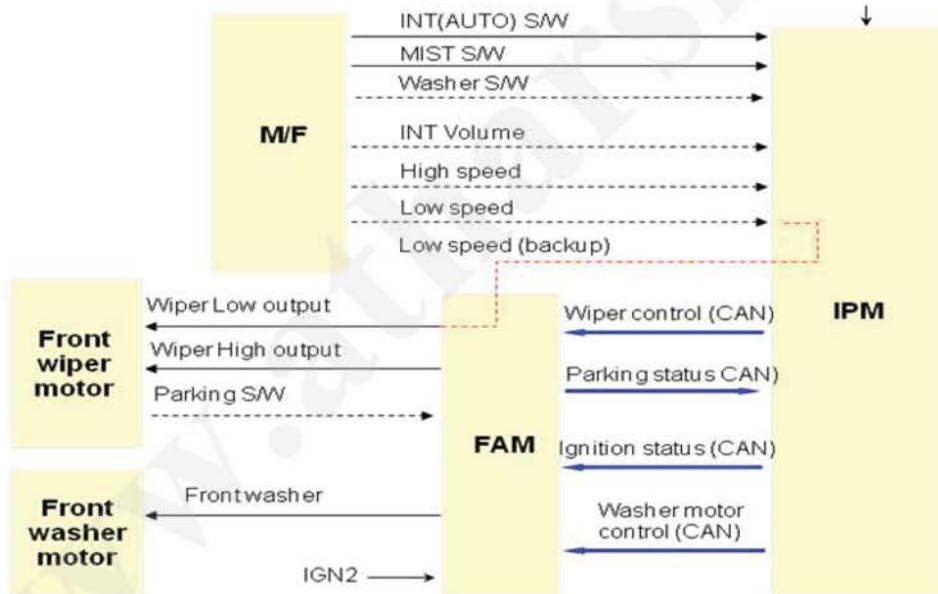 INT(AUTO) S/W
MIST S/W
Washer S/W
M/F
INT Volume
High speed
Low speed
Low speed (backup)
IPM
Wiper Low output
Wiper control (CAN)
Front
wiper
motor
Wiper High output
Parking status CAN)
Parking S/W
FAM
Ignition status (CAN)
Front washer
Front
washer
motor
Washer motor
control (CAN)
IGN2